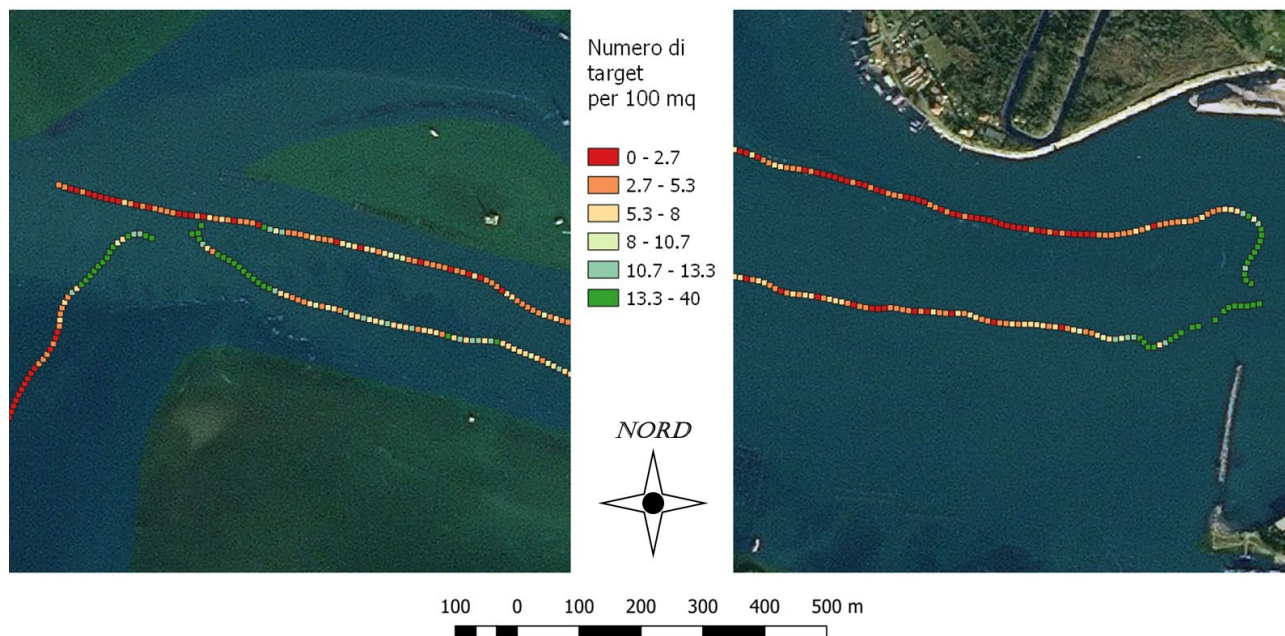 Numero di
target
per 100 mq
0 - 2.7
2.7 - 5.3
5.3 - 8
8 - 10.7
10.7 - 13.3
13.3 - 40
NORD
100 0 100 200 300 400 500 m